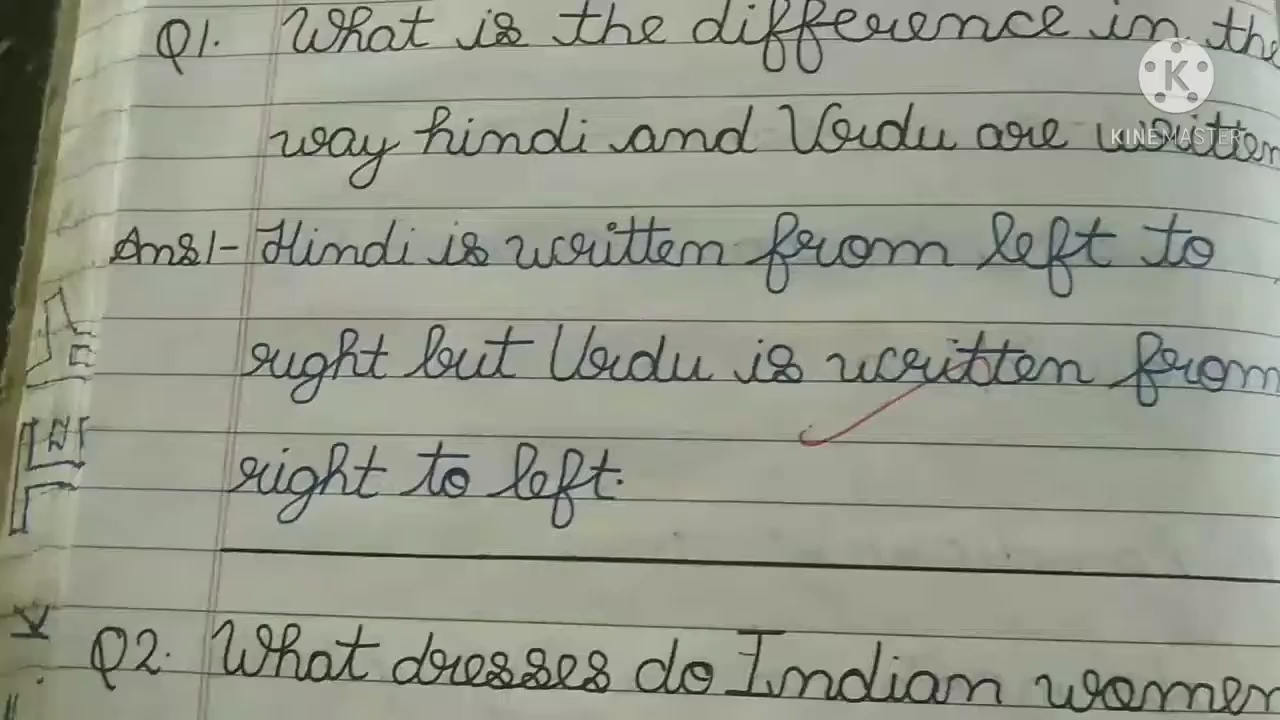 Q1. What is the difference in the
way hindi and Urdu are written
Ans1- Hindi is written from left to
right but Urdu is written from
right to left.
Q2. What dresses do Indian women
K
KINEMASTER